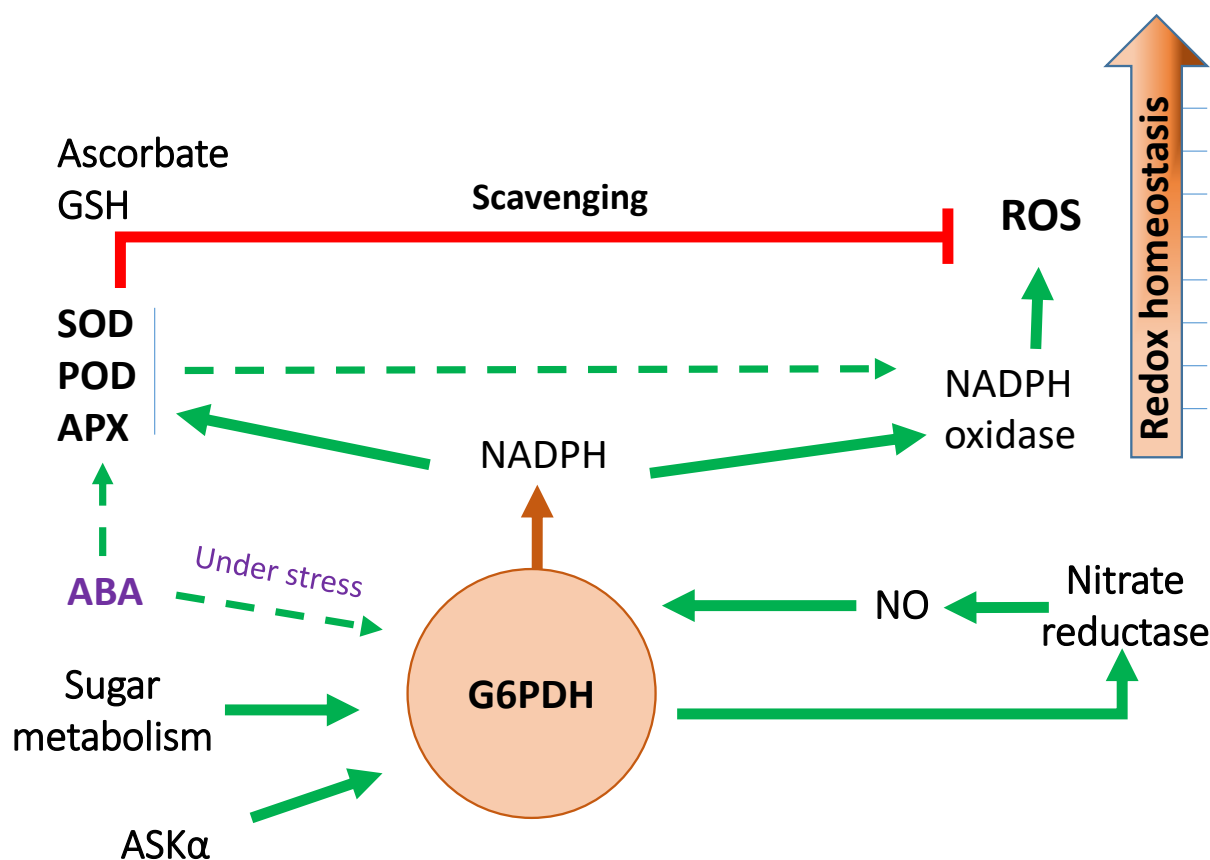 Redox homeostasis
Ascorbate
GSH
Scavenging
ROS
SOD
POD
APX
NADPH
oxidase
NADPH
Under stress
ABA
NO
Nitrate
reductase
G6PDH
Sugar
metabolism
ASKα